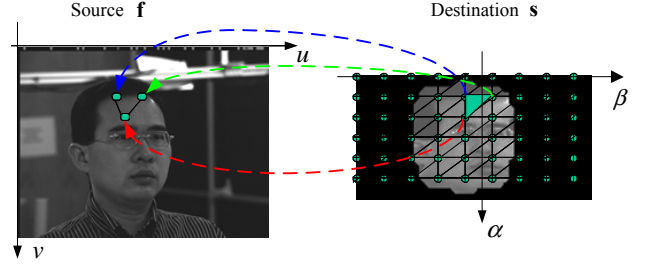 Source f
Destination s
u
β
v
α